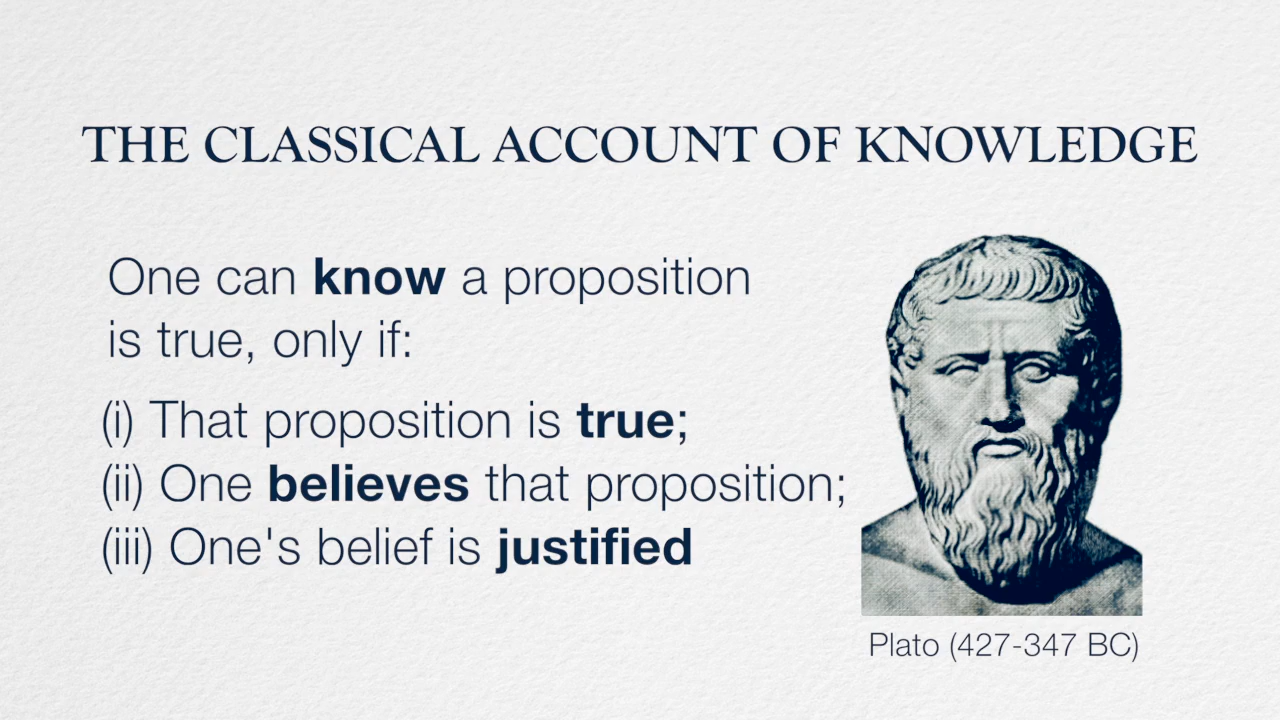 THE CLASSICAL ACCOUNT OF KNOWLEDGE
One can know a proposition
is true, only if:
(i) That proposition is true;
(ii) One believes that proposition;
(iii) One's belief is justified
Plato (427-347 BC)